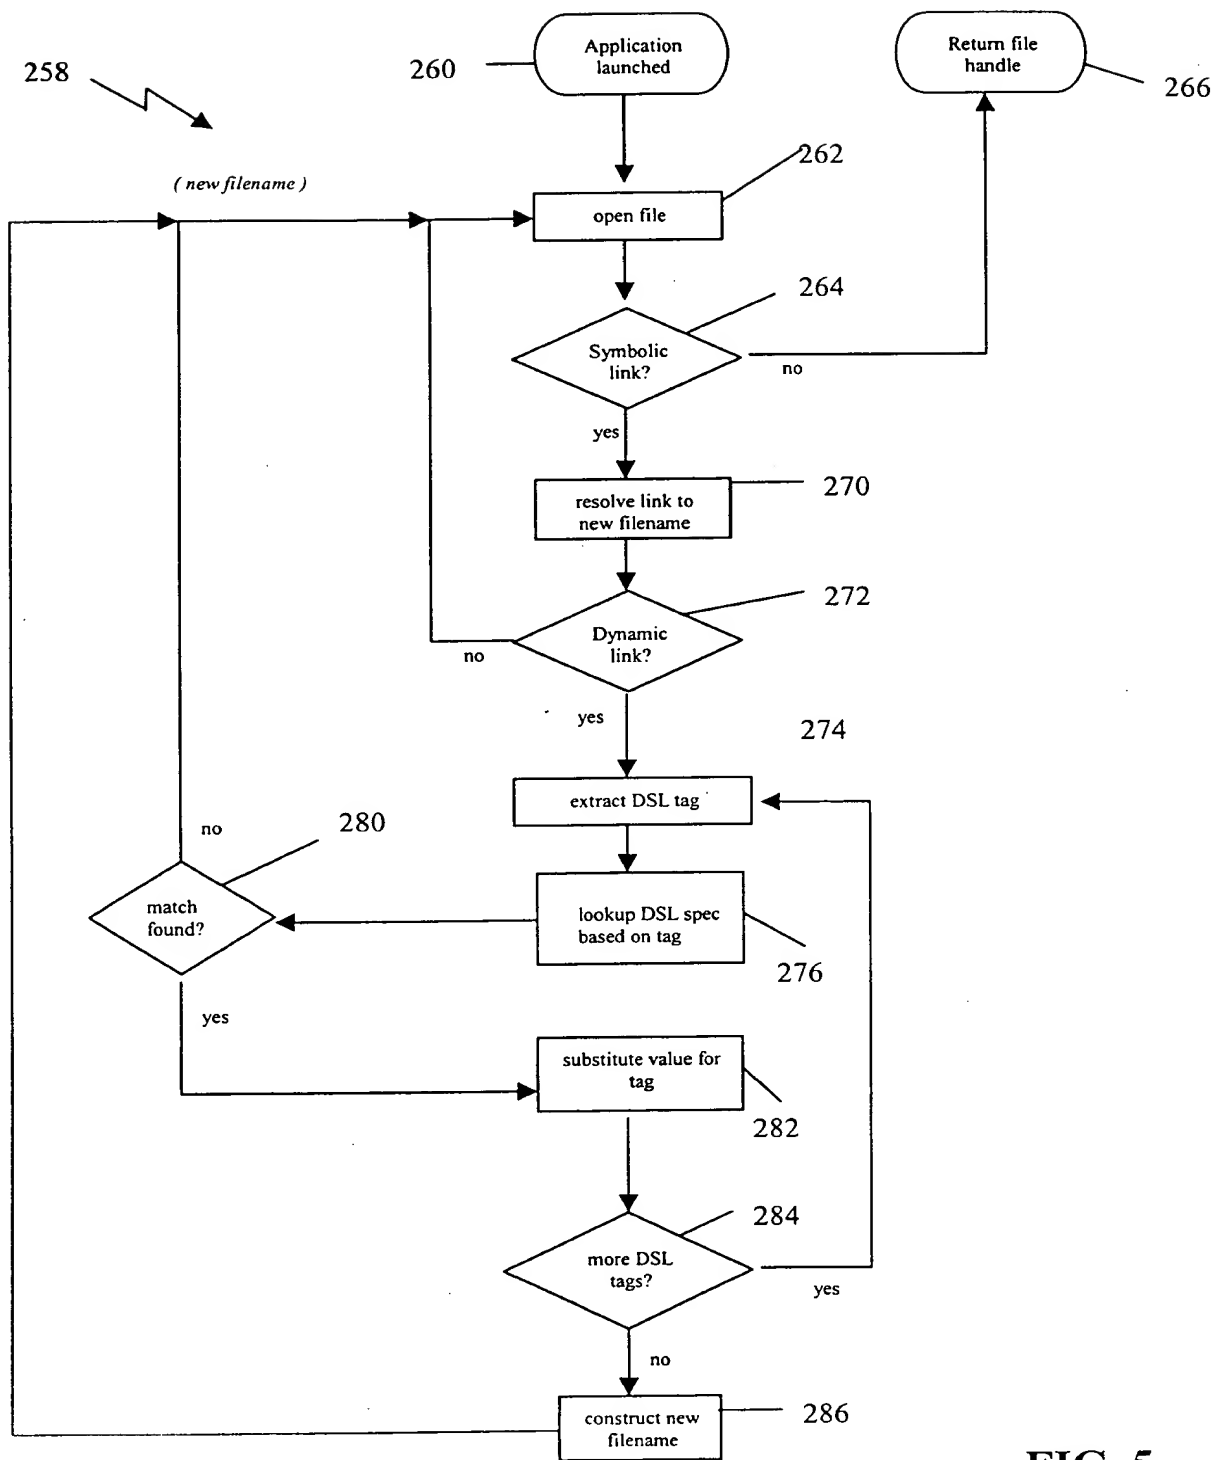 Application
launched
Return file
handle
258
260
266
262
( new filename )
open file
264
Symbolic
link?
no
yes
270
resolve link to
new filename
272
Dynamic
link?
no
yes
274
extract DSL tag
no
280
match
found?
lookup DSL spec
based on tag
276
yes
substitute value for
tag
282
284
more DSL
tags?
yes
no
construct new
filename
286
FIG. 5